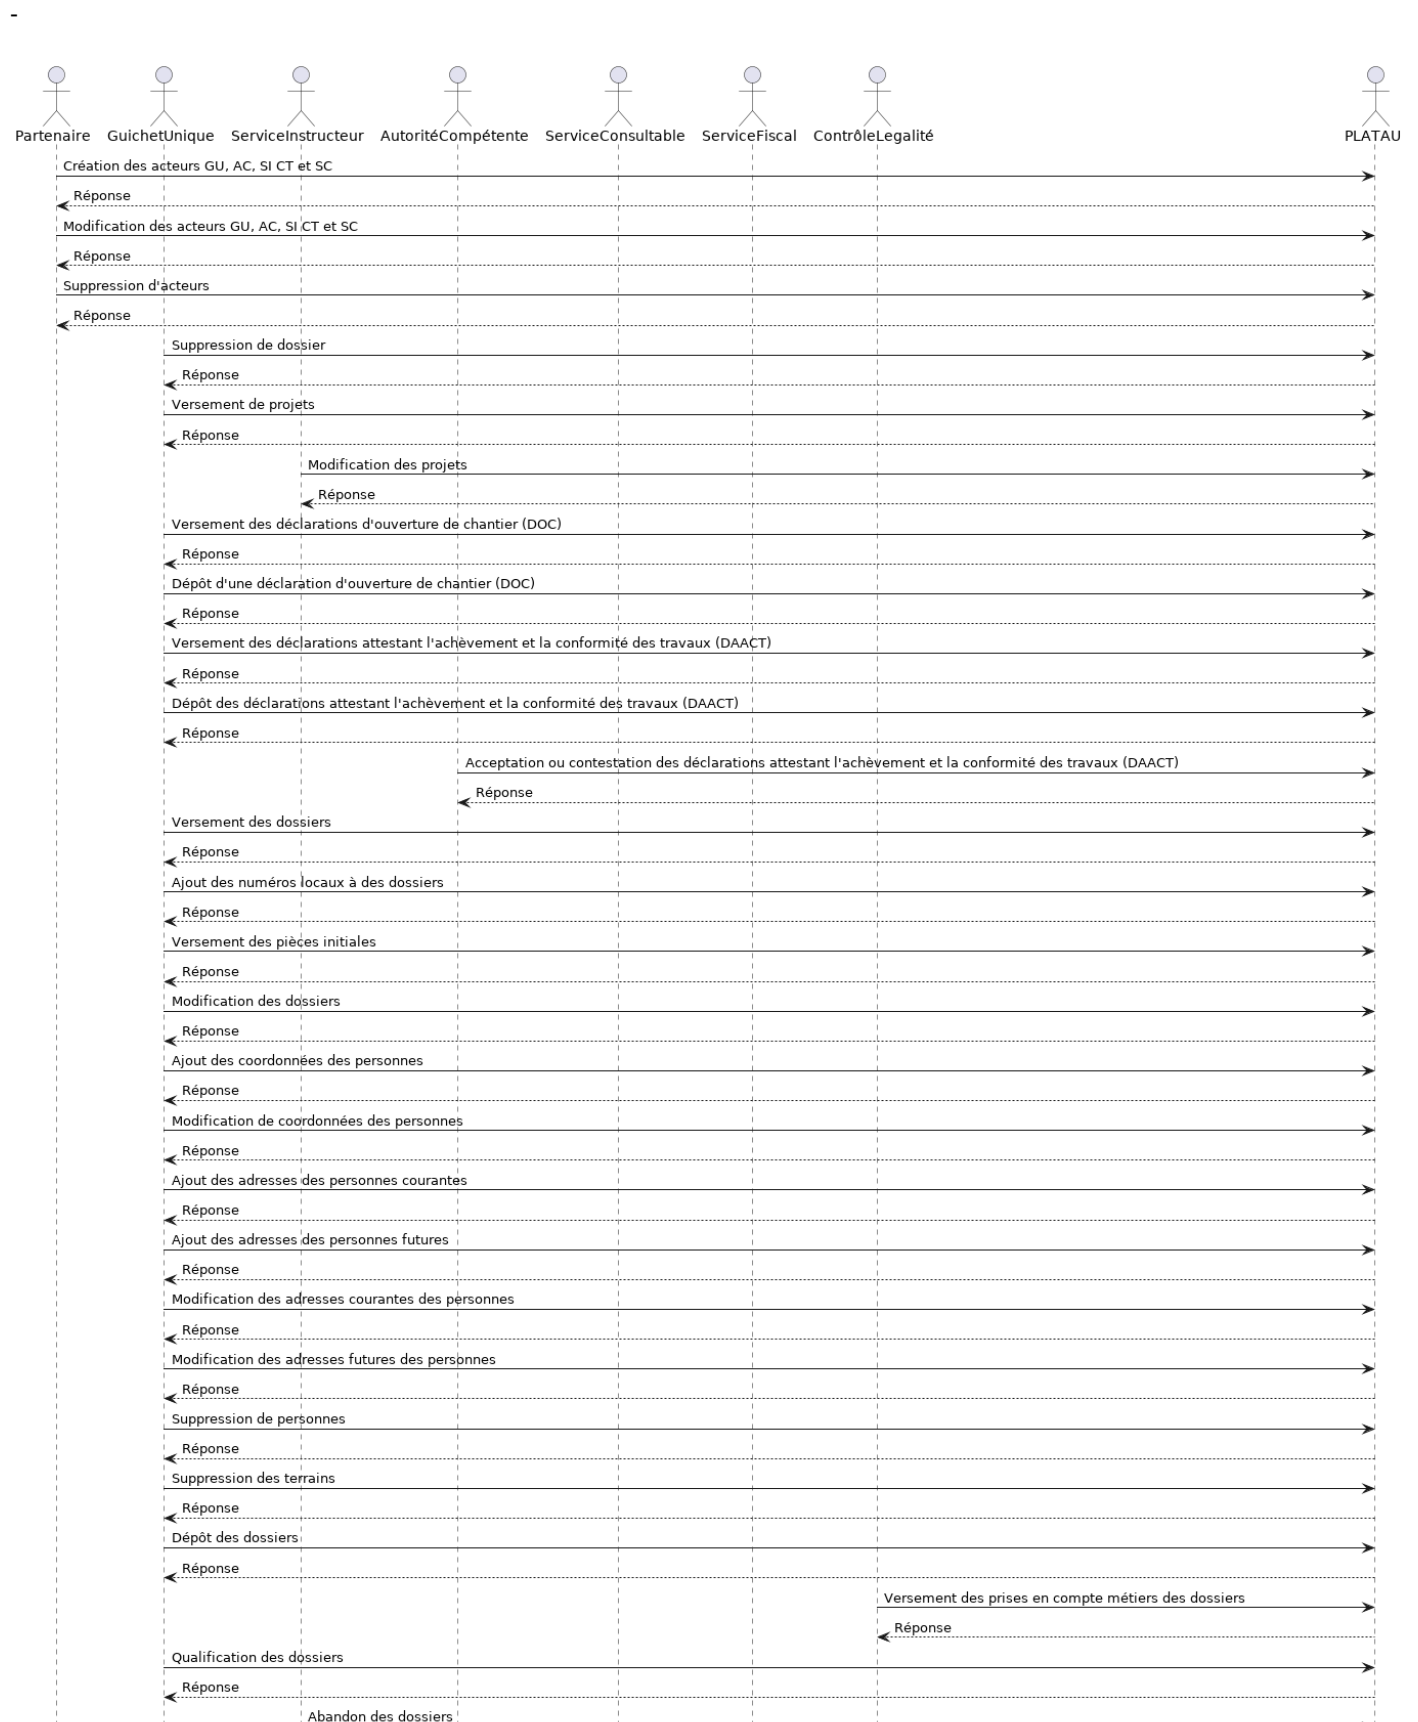 -
Partenaire GuichetUnique ServiceInstructeur AutoritéCompétente ServiceConsultable ServiceFiscal ContrôleLegalité PLATAU
Création des acteurs GU, AC, SI CT et SC
Réponse
Modification des acteurs GU, AC, SI CT et SC
Réponse
Suppression d'acteurs
Réponse
Suppression de dossier
Réponse
Versement de projets
Réponse
Modification des projets
Réponse
Versement des déclarations d'ouverture de chantier (DOC)
Réponse
Dépôt d'une déclaration d'ouverture de chantier (DOC)
Réponse
Versement des déclarations attestant l'achèvement et la conformité des travaux (DAACT)
Réponse
Dépôt des déclarations attestant l'achèvement et la conformité des travaux (DAACT)
Réponse
Acceptation ou contestation des déclarations attestant l'achèvement et la conformité des travaux (DAACT)
Réponse
Versement des dossiers
Réponse
Ajout des numéros locaux à des dossiers
Réponse
Versement des pièces initiales
Réponse
Modification des dossiers
Réponse
Ajout des coordonnées des personnes
Réponse
Modification de coordonnées des personnes
Réponse
Ajout des adresses des personnes courantes
Réponse
Ajout des adresses des personnes futures
Réponse
Modification des adresses courantes des personnes
Réponse
Modification des adresses futures des personnes
Réponse
Suppression de personnes
Réponse
Suppression des terrains
Réponse
Dépôt des dossiers
Réponse
Versement des prises en compte métiers des dossiers
Réponse
Qualification des dossiers
Réponse
Abandon des dossiers